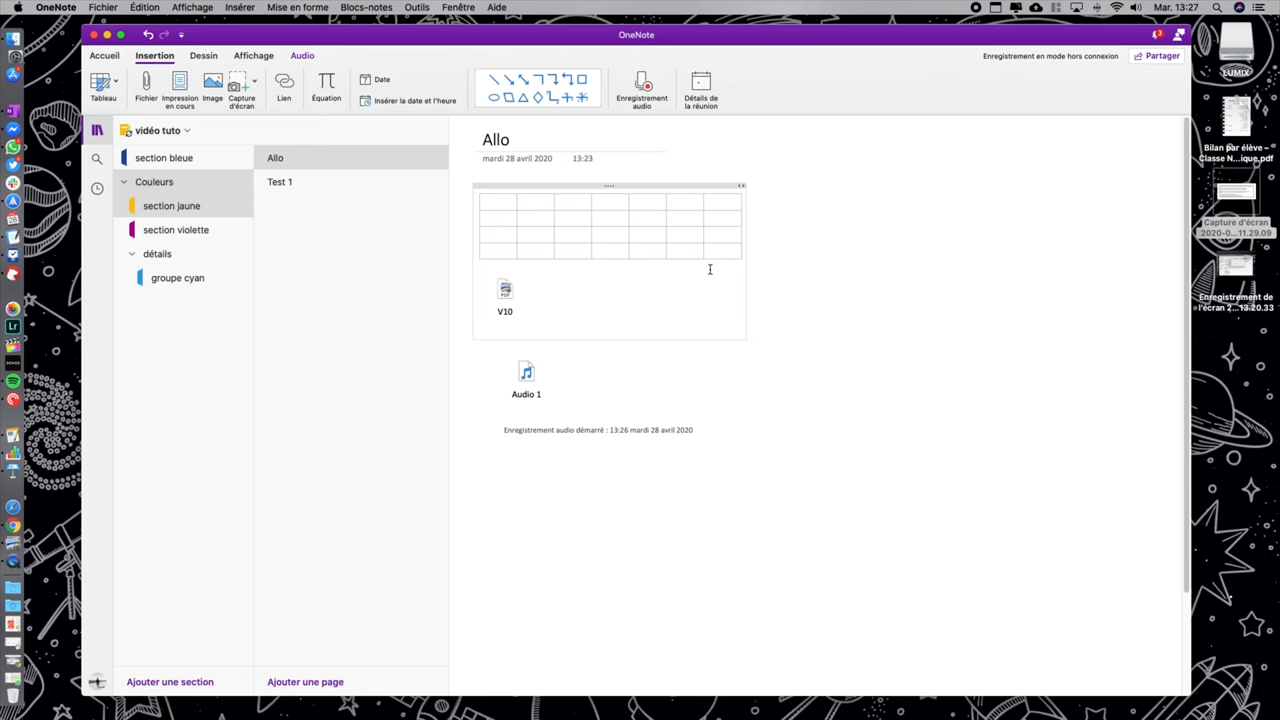 OneNote Fichier Édition Affichage Insérer Mise en forme Blocs-notes Outils Fenêtre Aide
Mar. 13:27
OneNote
Accueil Insertion Dessin Affichage Audio
Enregistrement en mode hors connexion
Partager
Tableau
Fichier
Impression
en cours
Image
Capture
d'écran
Lien
Équation
Date
Insérer la date et l'heure
Enregistrement
audio
Détails de
la réunion
vidéo tuto
section bleue
Couleurs
section jaune
section violette
détails
groupe cyan
Ajouter une section
Allo
Test 1
Ajouter une page
Allo
mardi 28 avril 2020 13:23
PDF
V10
Audio 1
Enregistrement audio démarré : 13:26 mardi 28 avril 2020
LUMIX
Bilan par élève –
Classe N...ique.pdf
Capture d'écran
2020-0...11.29.09
Enregistrement de
l'écran 2...13.20.33